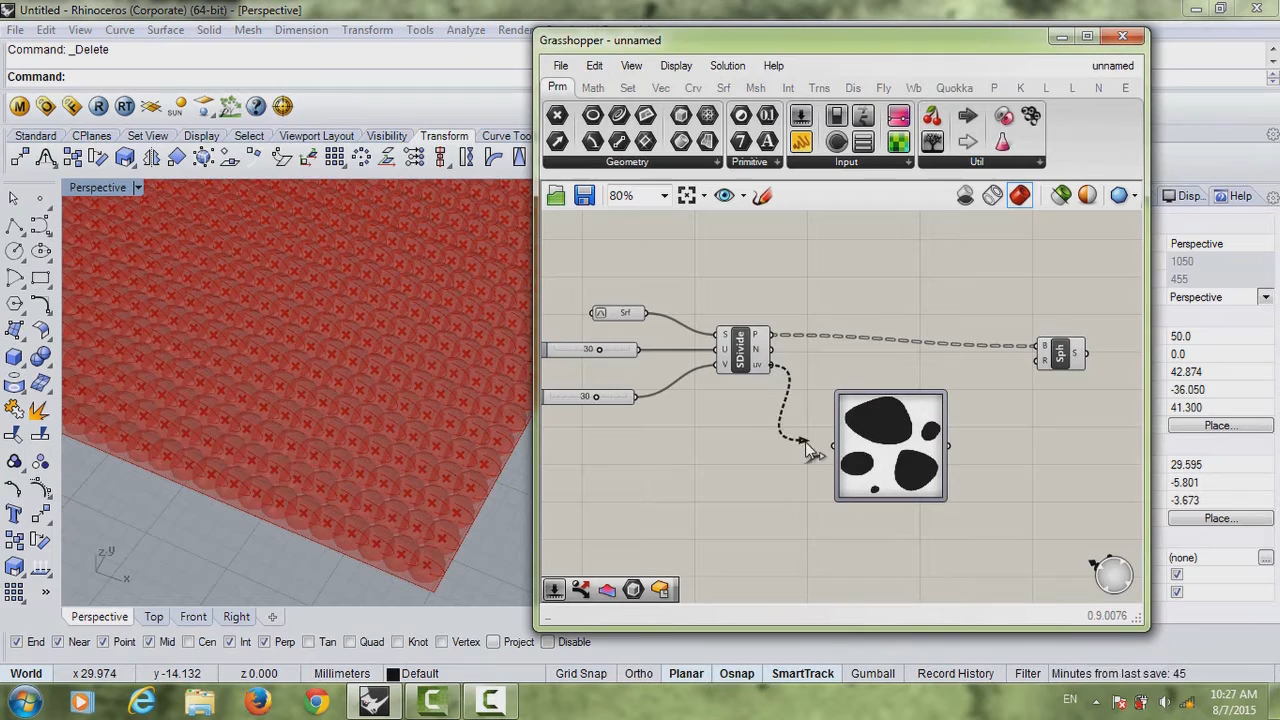 Untitled - Rhinoceros (Corporate) (64-bit) - [Perspective]
File Edit View Curve Surface Solid Mesh Dimension Transform Tools Analyze
Command: _Delete
Command:
M R RT
Standard CPlanes Set View Display Select Viewport Layout Visibility Transform Curve Tools
Perspective
z y
x
Perspective Top Front Right
End Near Point Mid Cen Int Perp Tan Quad Knot Vertex Project Disable
World x 29.974 y -14.132 z 0.000 Millimeters Default Grid Snap Ortho Planar Osnap SmartTrack Gumball Record History Filter Minutes from last save: 45
Grasshopper - unnamed
File Edit View Display Solution Help unnamed
Prm Math Set Vec Crv Srf Msh Int Trns Dis Fly Wb Quokka P K L L N E
Geometry Primitive Input Util
80%
Srf
30
30
S U V SDivide P N uv
B R Sph S
0.9.0076
Disp... Help
Perspective
1050
455
Perspective
50.0
0.0
42.874
-36.050
41.300
Place...
29.595
-5.801
-3.673
Place...
(none)
EN
10:27 AM
8/7/2015